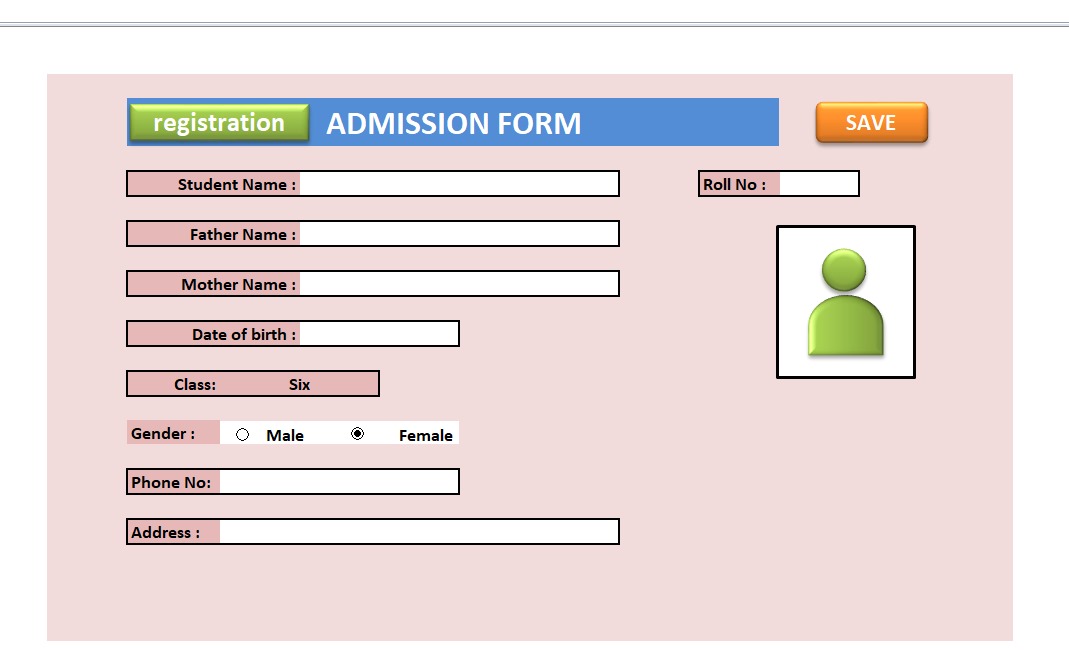 registration ADMISSION FORM SAVE
Student Name : Roll No :
Father Name :
Mother Name :
Date of birth :
Class: Six
Gender : Male Female
Phone No:
Address :